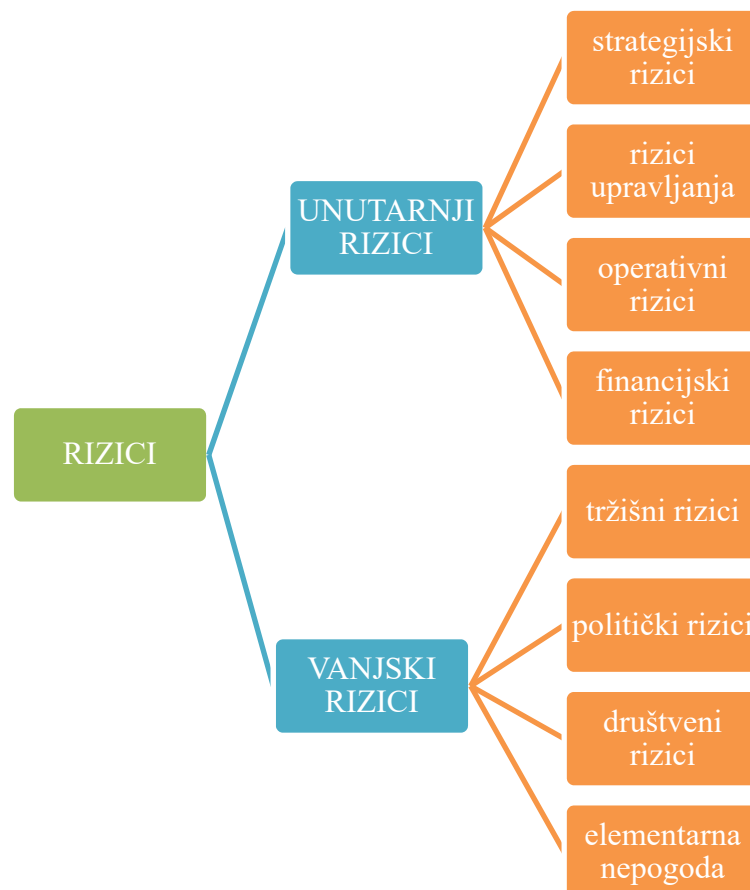 RIZICI
UNUTARNJI
RIZICI
strategijski
rizici
rizici
upravljanja
operativni
rizici
financijski
rizici
VANJSKI
RIZICI
tržišni rizici
politički rizici
društveni
rizici
elementarna
nepogoda